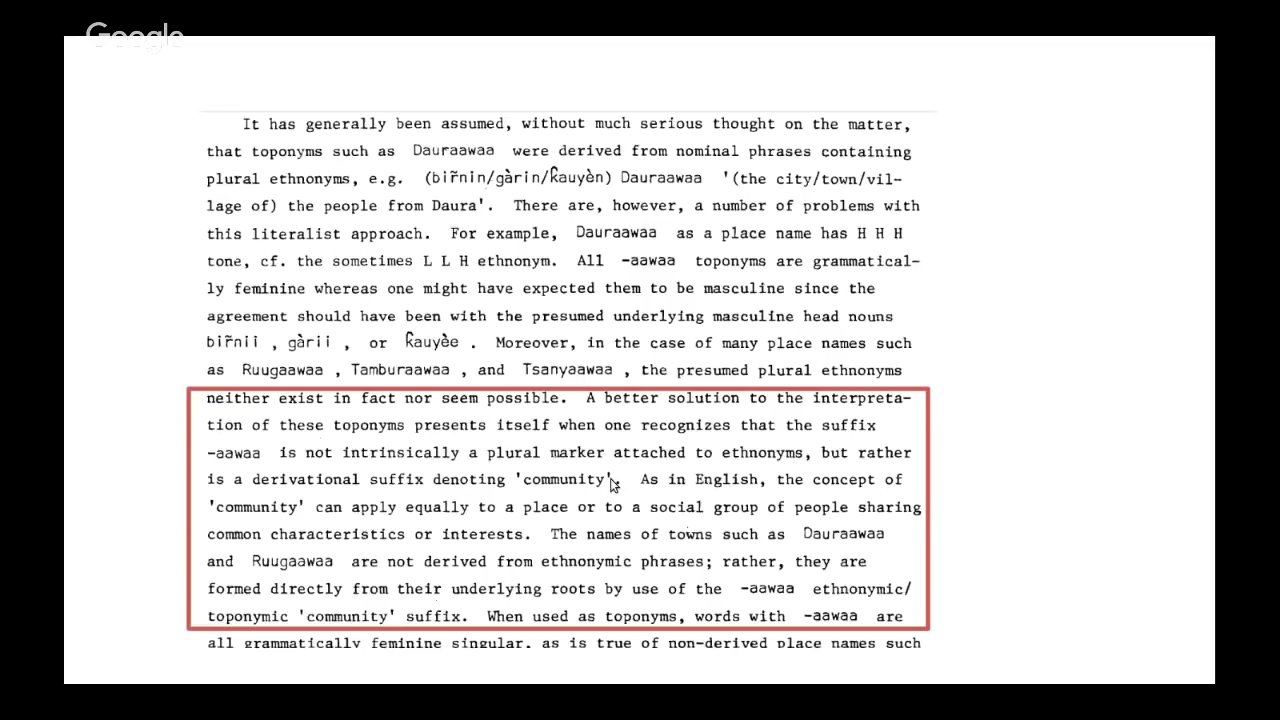 Google
It has generally been assumed, without much serious thought on the matter,
that toponyms such as Dauraawaa were derived from nominal phrases containing
plural ethnonyms, e.g. (bir̃nin/gàrin/ƙauyèn) Dauraawaa '(the city/town/vil-
lage of) the people from Daura'. There are, however, a number of problems with
this literalist approach. For example, Dauraawaa as a place name has H H H
tone, cf. the sometimes L L H ethnonym. All -aawaa toponyms are grammatical-
ly feminine whereas one might have expected them to be masculine since the
agreement should have been with the presumed underlying masculine head nouns
bir̃nii , gàrii , or ƙauyèe . Moreover, in the case of many place names such
as Ruugaawaa , Tamburaawaa , and Tsanyaawaa , the presumed plural ethnonyms
neither exist in fact nor seem possible. A better solution to the interpreta-
tion of these toponyms presents itself when one recognizes that the suffix
-aawaa is not intrinsically a plural marker attached to ethnonyms, but rather
is a derivational suffix denoting 'community'. As in English, the concept of
'community' can apply equally to a place or to a social group of people sharing
common characteristics or interests. The names of towns such as Dauraawaa
and Ruugaawaa are not derived from ethnonymic phrases; rather, they are
formed directly from their underlying roots by use of the -aawaa ethnonymic/
toponymic 'community' suffix. When used as toponyms, words with -aawaa are
all grammatically feminine singular, as is true of non-derived place names such